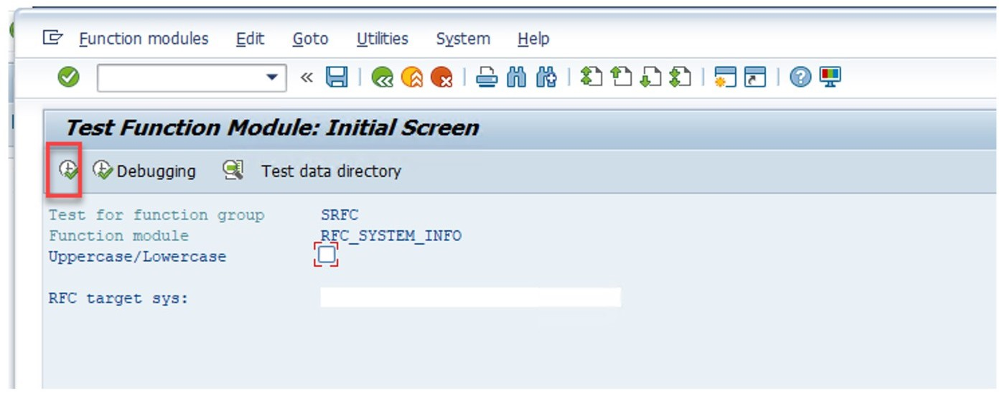 Function modules Edit Goto Utilities System Help
Test Function Module: Initial Screen
Debugging Test data directory
Test for function group SRFC
Function module RFC_SYSTEM_INFO
Uppercase/Lowercase
RFC target sys: